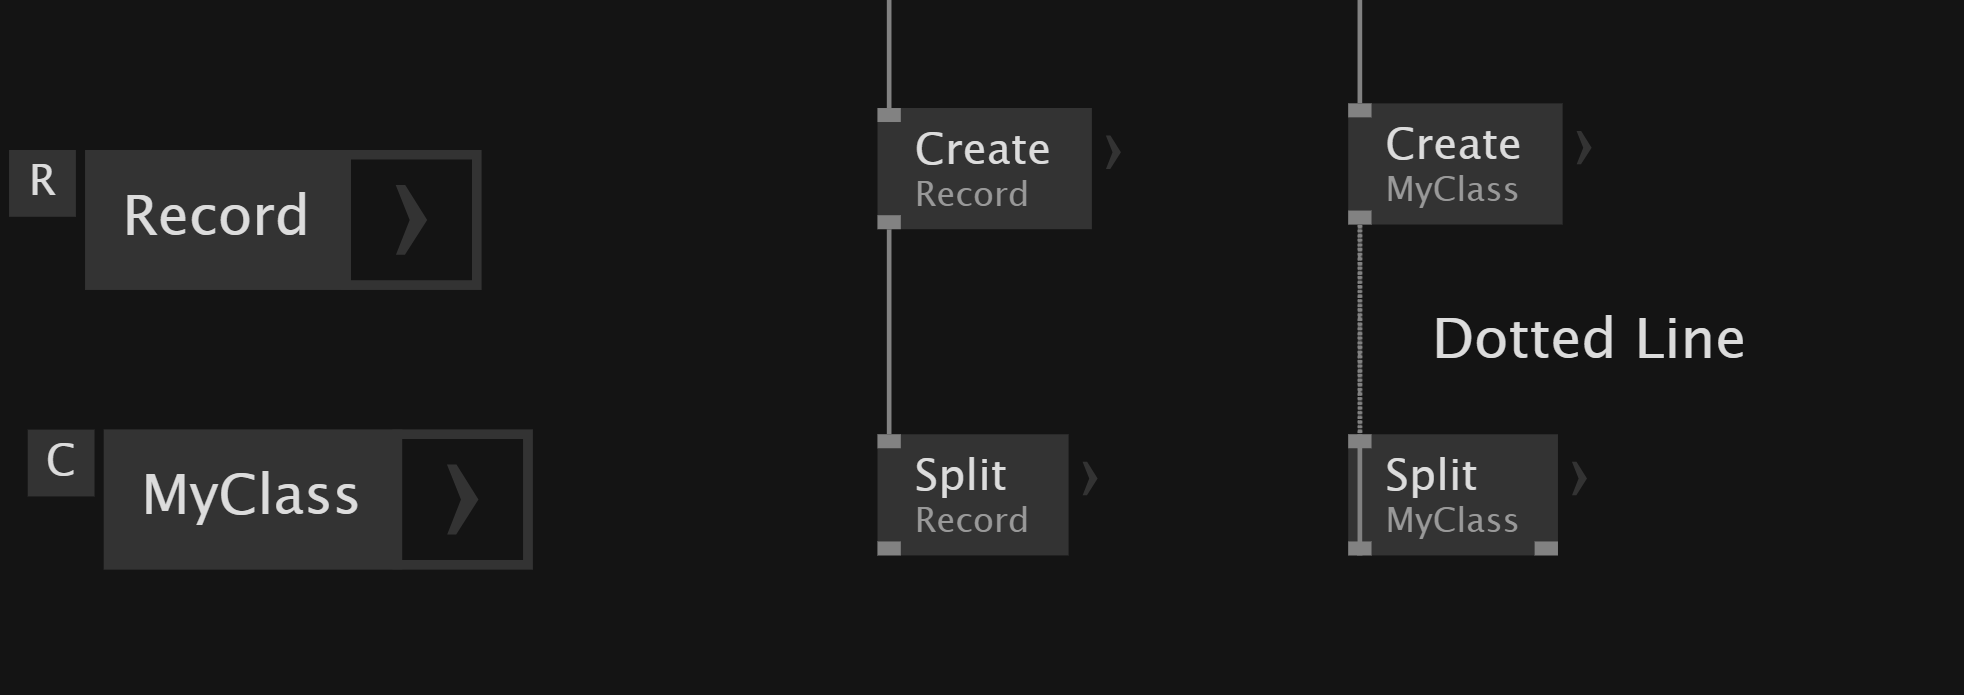 R
Record
C
MyClass
Create
Record
Split
Record
Create
MyClass
Dotted Line
Split
MyClass